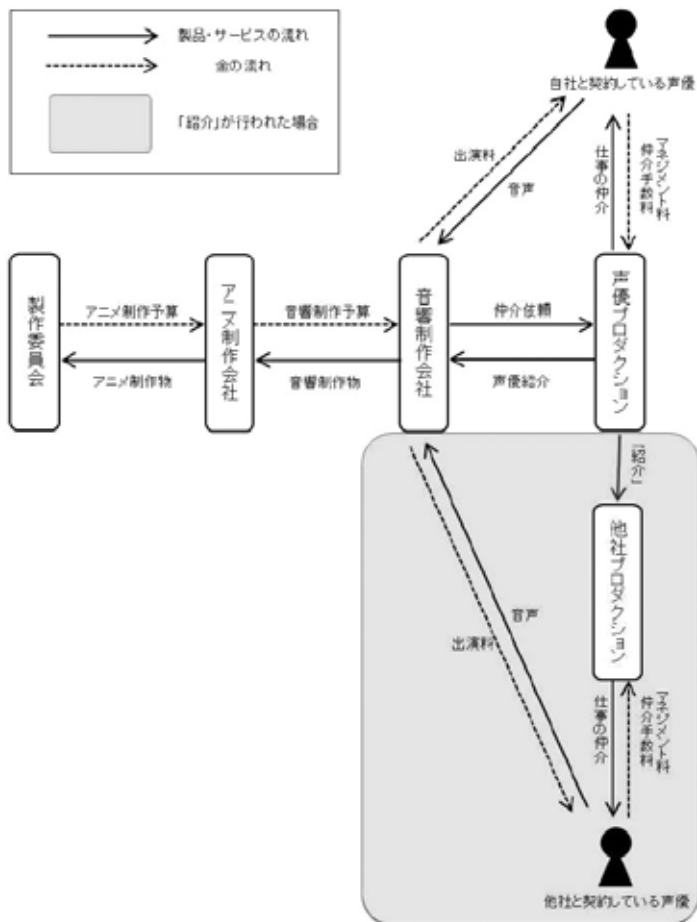 製品・サービスの流れ
金の流れ
「紹介」が行われた場合
自社と契約している声優
出演料
音声
仕事の仲介
マネジメント料
仲介手数料
製作委員会
アニメ制作予算
アニメ制作物
アニメ制作会社
音響制作予算
音響制作物
音響制作会社
仲介依頼
声優紹介
声優プロダクション
「紹介」
他社プロダクション
音声
出演料
仕事の仲介
マネジメント料
仲介手数料
他社と契約している声優